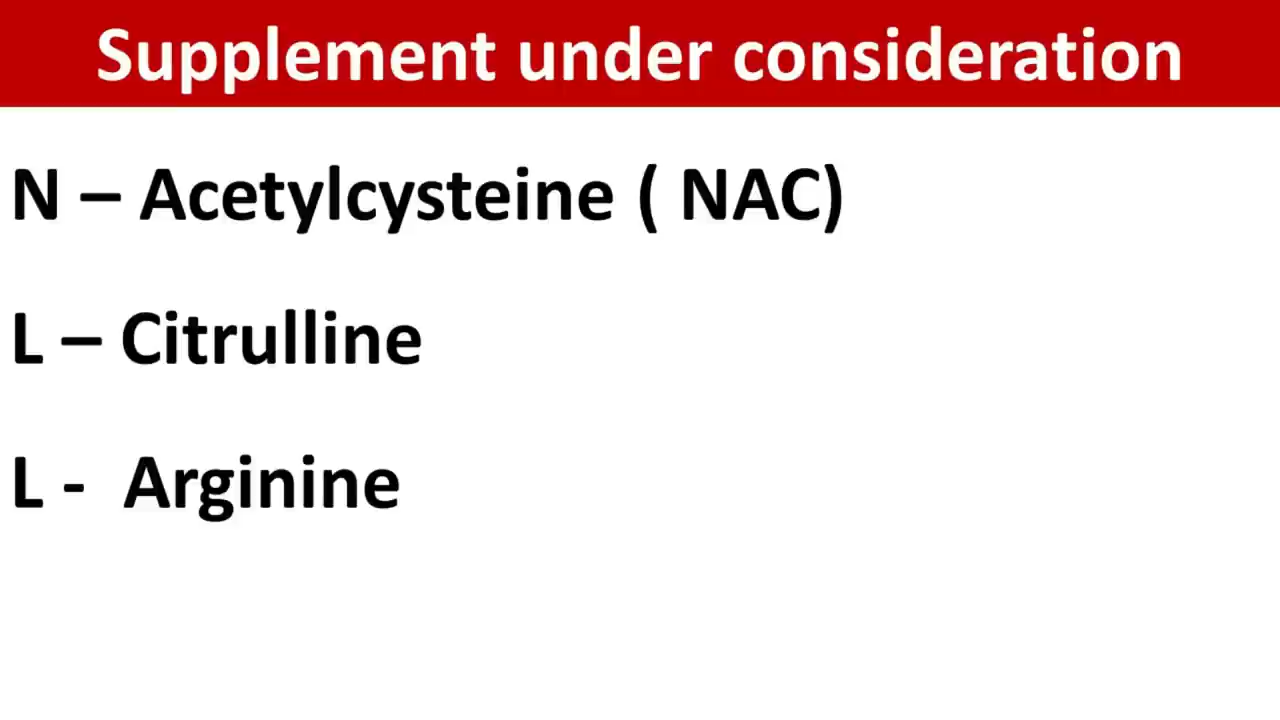 Supplement under consideration
N – Acetylcysteine ( NAC)
L – Citrulline
L - Arginine